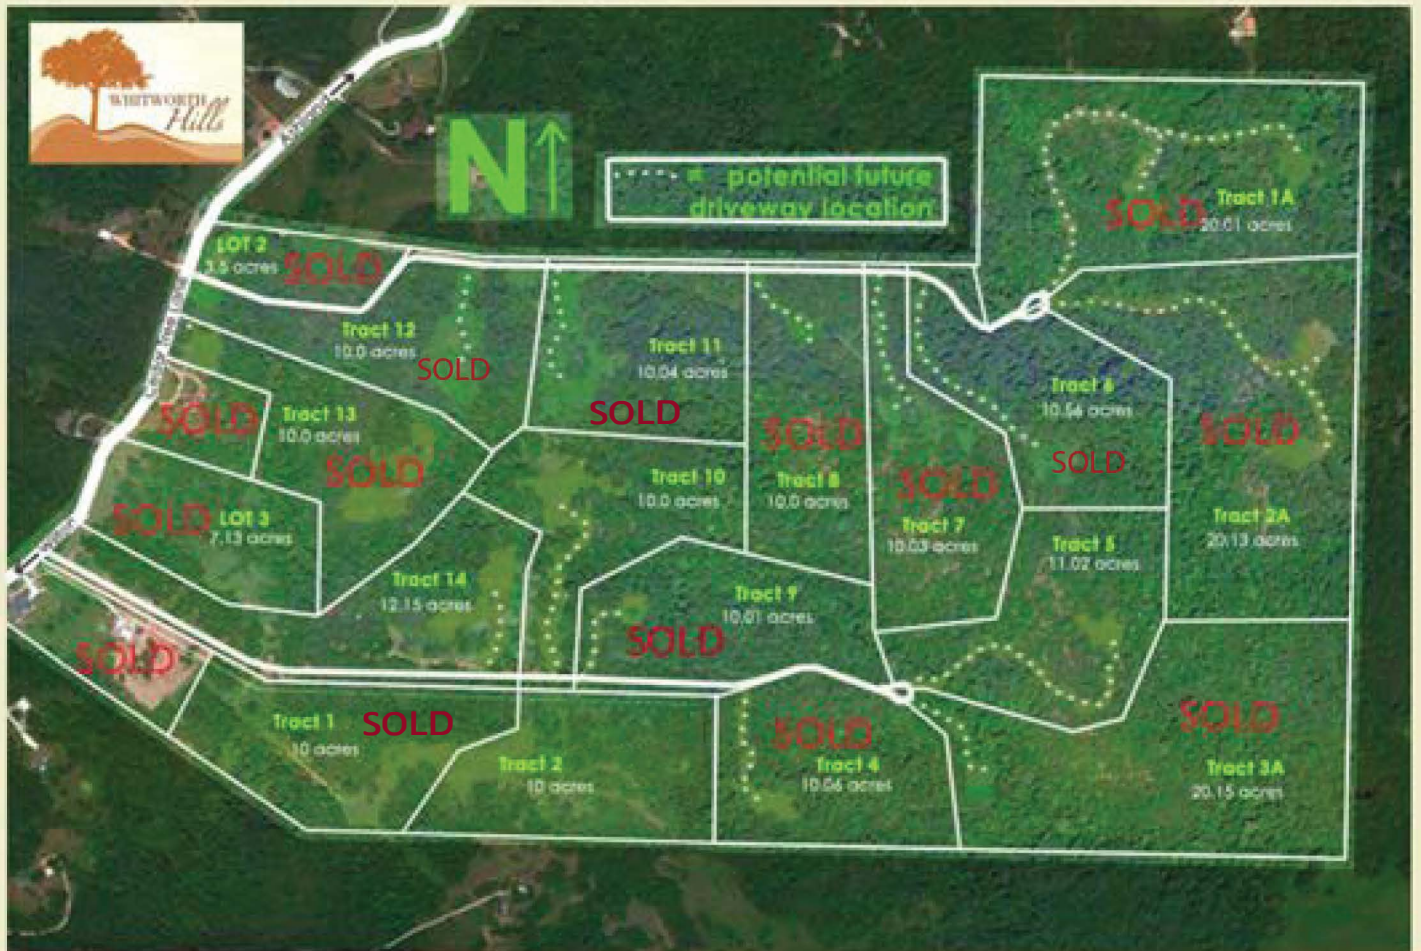 WHITWORTH
Hills
N
= potential future
driveway location
Tract 1A
SOLD
20.01 acres
LOT 2
SOLD
Tract 12
10.0 acres
SOLD
Tract 11
10.04 acres
SOLD
Tract 6
10.56 acres
SOLD
SOLD
Tract 13
10.0 acres
SOLD
SOLD
Tract 8
10.0 acres
SOLD
Tract 7
10.03 acres
SOLD
Tract 2A
20.13 acres
Tract 10
10.0 acres
SOLD
LOT 3
7.13 acres
Tract 5
11.02 acres
Tract 14
12.15 acres
Tract 9
10.01 acres
SOLD
SOLD
Tract 1
SOLD
10 acres
Tract 2
10 acres
SOLD
Tract 4
10.06 acres
SOLD
Tract 3A
20.15 acres